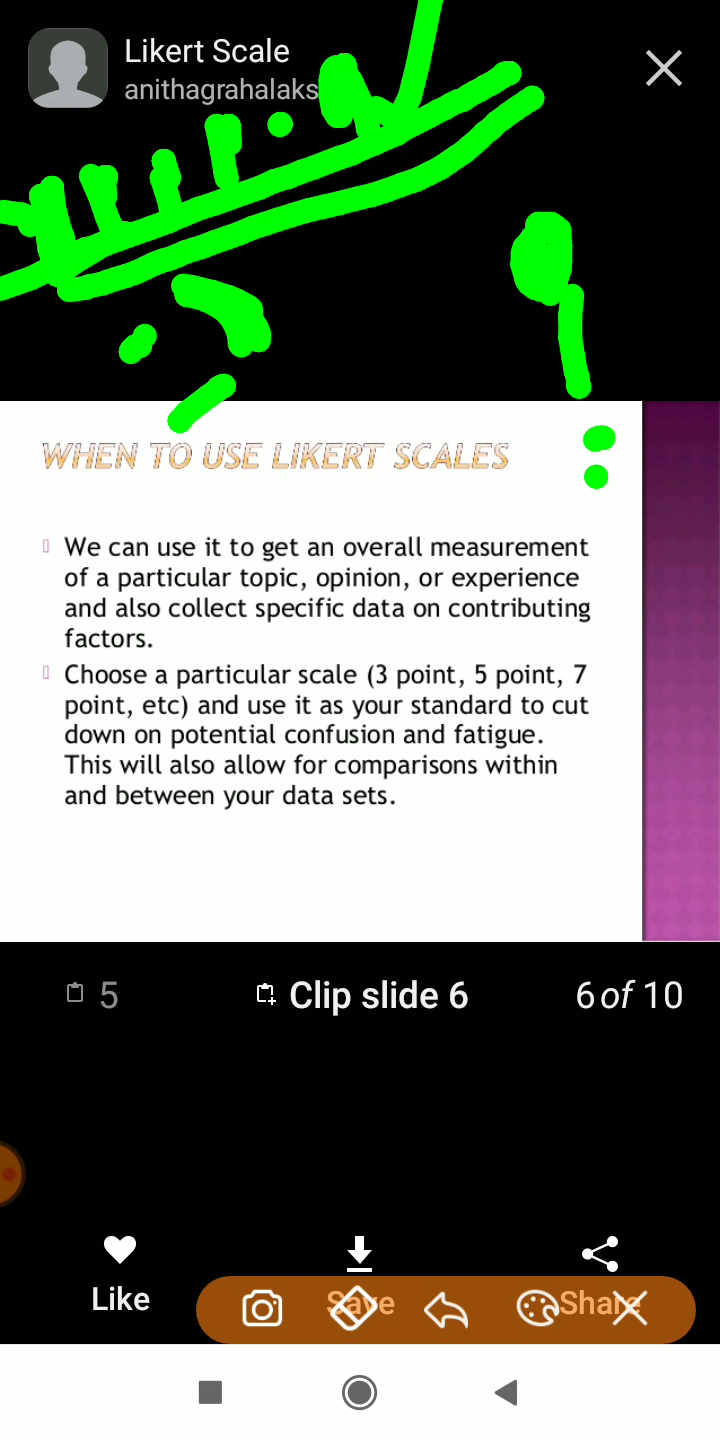 Likert Scale
anithagrahalaks
WHEN TO USE LIKERT SCALES
We can use it to get an overall measurement
of a particular topic, opinion, or experience
and also collect specific data on contributing
factors.
Choose a particular scale (3 point, 5 point, 7
point, etc) and use it as your standard to cut
down on potential confusion and fatigue.
This will also allow for comparisons within
and between your data sets.
5
Clip slide 6
6 of 10
Like
Save
Share